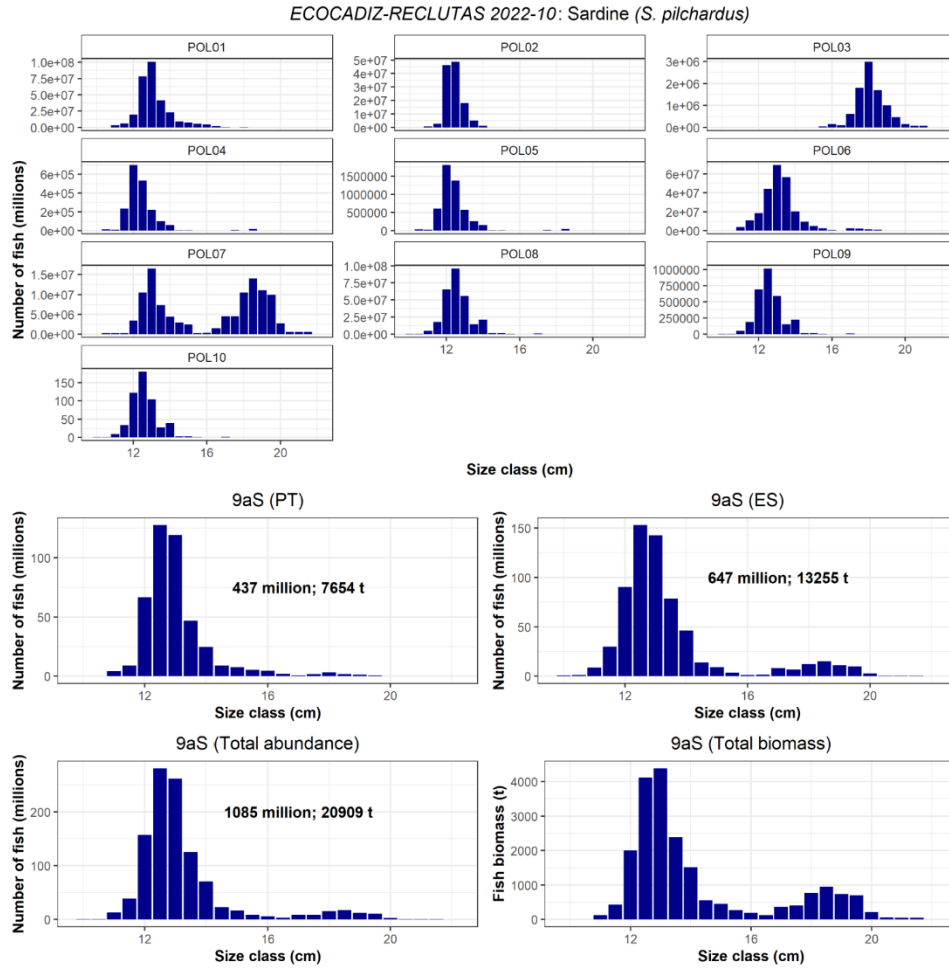 ECOCADIZ-RECLUTAS 2022-10: Sardine (S. pilchardus)
POL01
POL02
POL03
1.0e+08
7.5e+07
5.0e+07
2.5e+07
0.0e+00
5e+07
4e+07
3e+07
2e+07
1e+07
0e+00
3e+06
2e+06
1e+06
0e+00
POL04
POL05
POL06
6e+05
4e+05
2e+05
0e+00
1500000
1000000
500000
0
6e+07
4e+07
2e+07
0e+00
Number of fish (millions)
POL07
POL08
POL09
1.5e+07
1.0e+07
5.0e+06
0.0e+00
1.0e+08
7.5e+07
5.0e+07
2.5e+07
0.0e+00
1000000
750000
500000
250000
0
12 16 20
12 16 20
POL10
150
100
50
0
12 16 20
Size class (cm)
9aS (PT)
Number of fish (millions)
100
50
0
437 million; 7654 t
12 16 20
Size class (cm)
9aS (ES)
Number of fish (millions)
150
100
50
0
647 million; 13255 t
12 16 20
Size class (cm)
9aS (Total abundance)
Number of fish (millions)
200
100
0
1085 million; 20909 t
12 16 20
Size class (cm)
9aS (Total biomass)
Fish biomass (t)
4000
3000
2000
1000
0
12 16 20
Size class (cm)